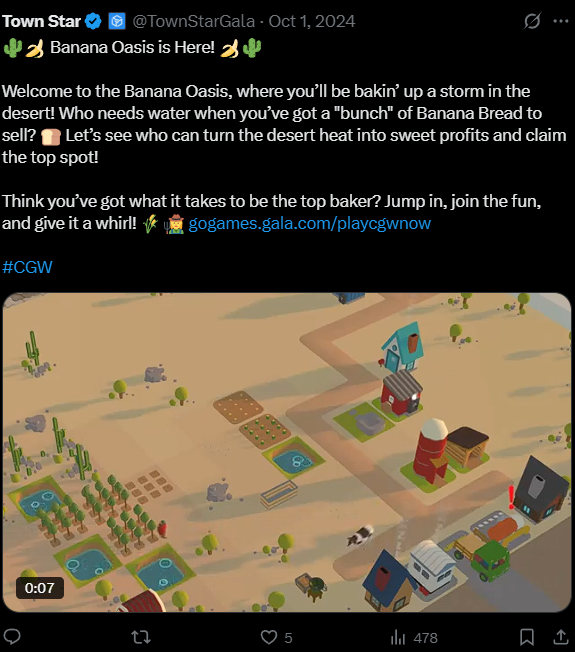 Town Star @TownStarGala · Oct 1, 2024
🌵🍌 Banana Oasis is Here! 🍌🌵
Welcome to the Banana Oasis, where you’ll be bakin’ up a storm in the
desert! Who needs water when you’ve got a "bunch" of Banana Bread to
sell? 🍞 Let’s see who can turn the desert heat into sweet profits and claim
the top spot!
Think you’ve got what it takes to be the top baker? Jump in, join the fun,
and give it a whirl! 🌾 🧑‍🌾 gogames.gala.com/playcgwnow
#CGW
0:07
5
478